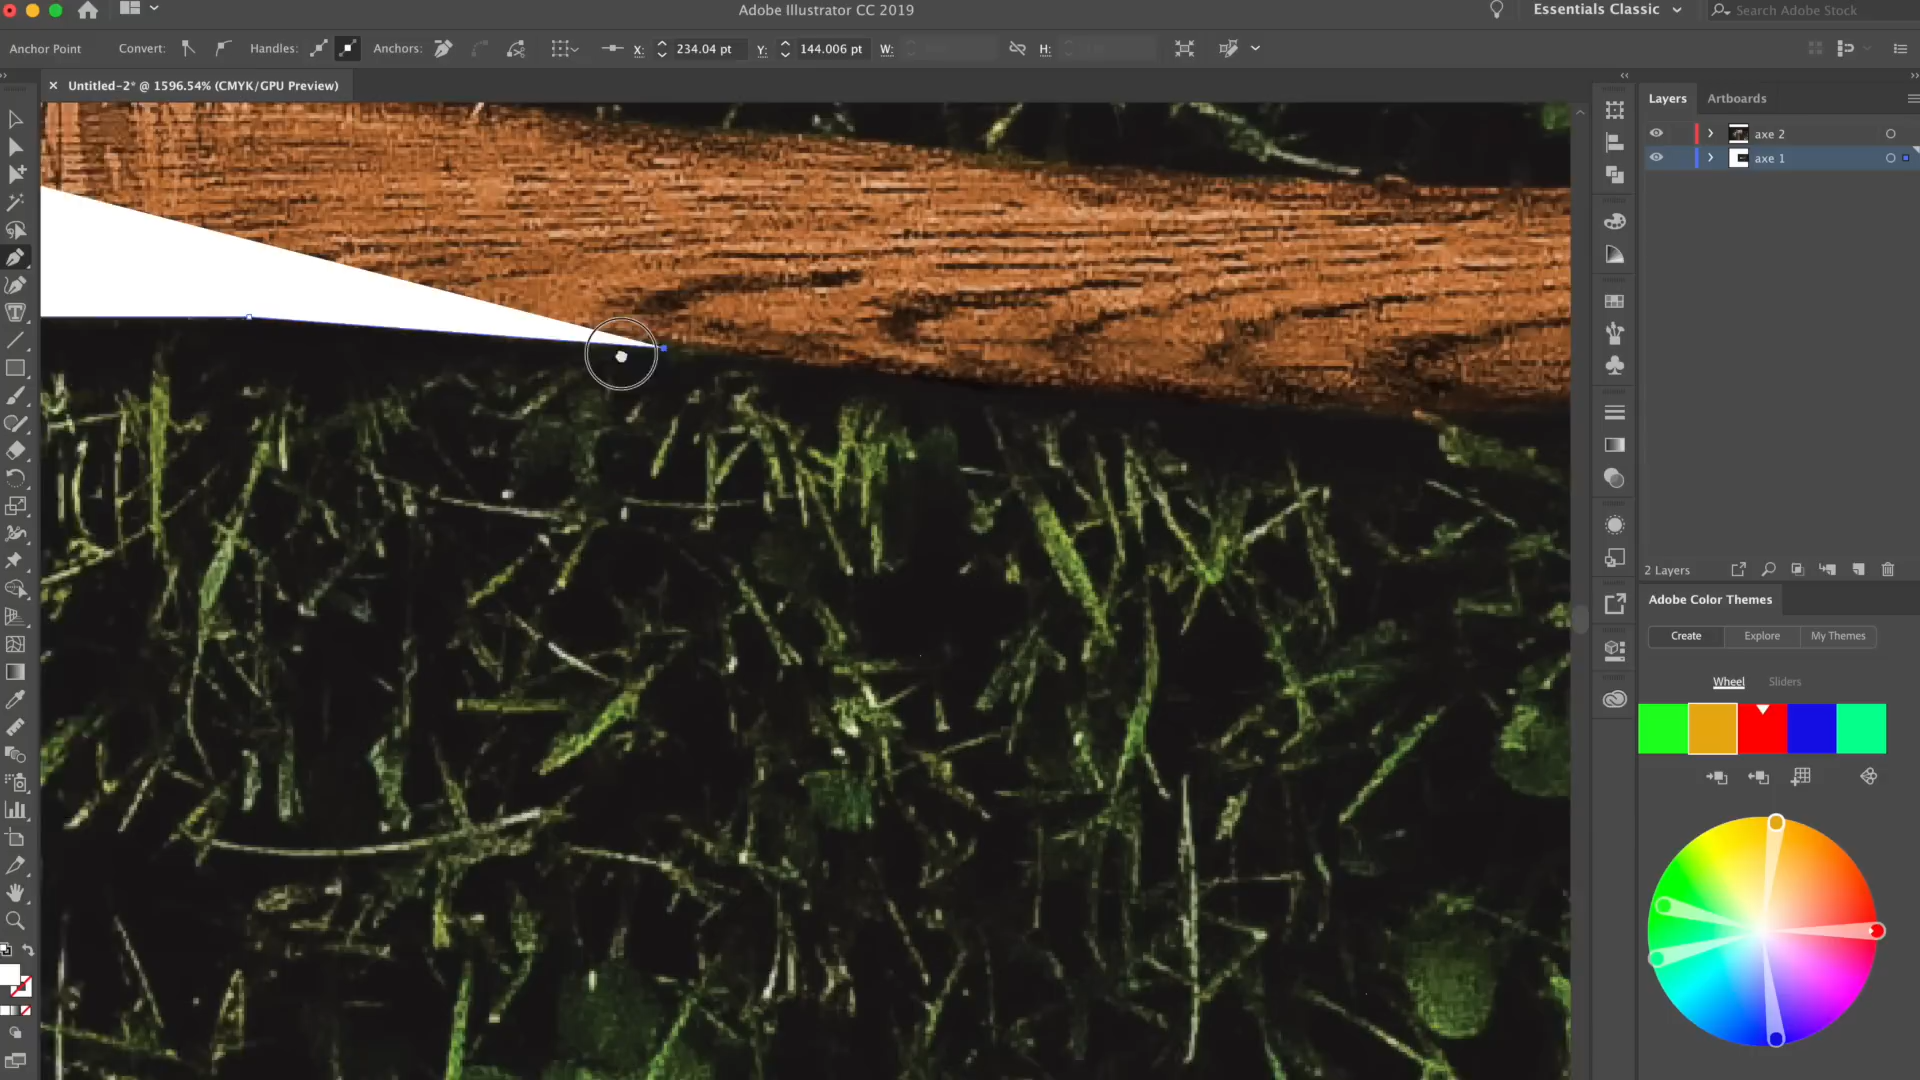 Adobe Illustrator CC 2019
Essentials Classic
Search Adobe Stock
Anchor Point
Convert:
Handles:
Anchors:
X:
234.04 pt
Y:
144.006 pt
W:
H:
Untitled-2* @ 1596.54% (CMYK/GPU Preview)
Layers
Artboards
axe 2
axe 1
2 Layers
Adobe Color Themes
Create
Explore
My Themes
Wheel
Sliders